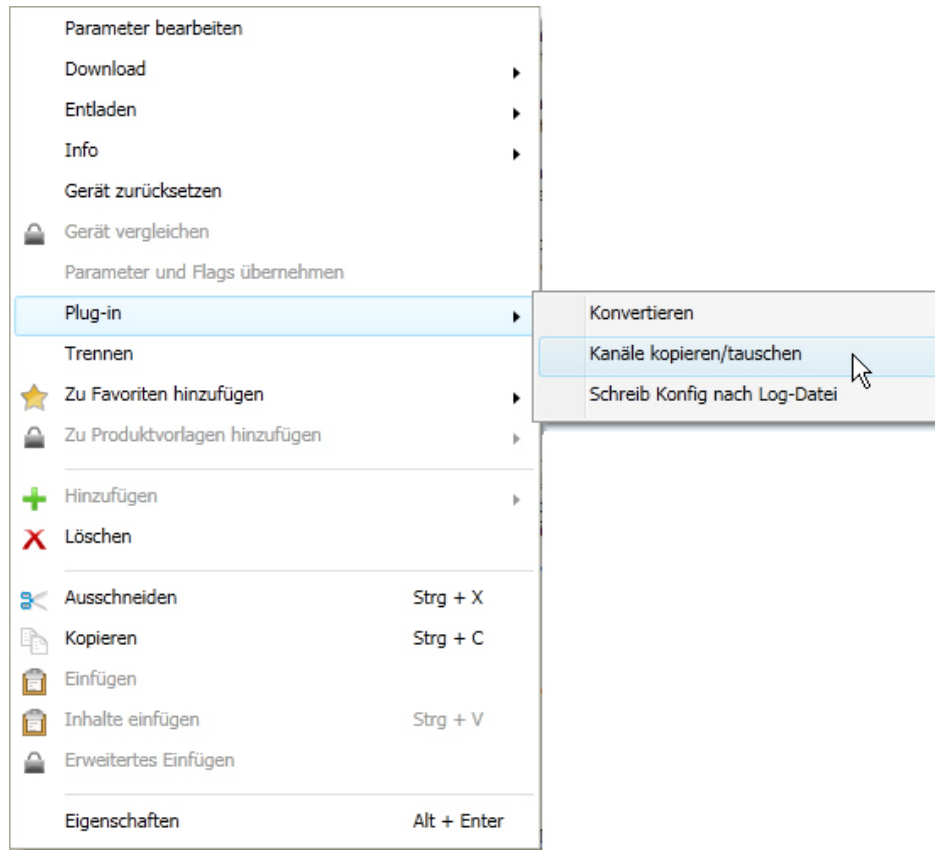 Parameter bearbeiten
Download
Entladen
Info
Gerät zurücksetzen
Gerät vergleichen
Parameter und Flags übernehmen
Plug-in
Konvertieren
Trennen
Kanäle kopieren/tauschen
Zu Favoriten hinzufügen
Schreib Konfig nach Log-Datei
Zu Produktvorlagen hinzufügen
Hinzufügen
Löschen
Ausschneiden Strg + X
Kopieren Strg + C
Einfügen
Inhalte einfügen Strg + V
Erweitertes Einfügen
Eigenschaften Alt + Enter